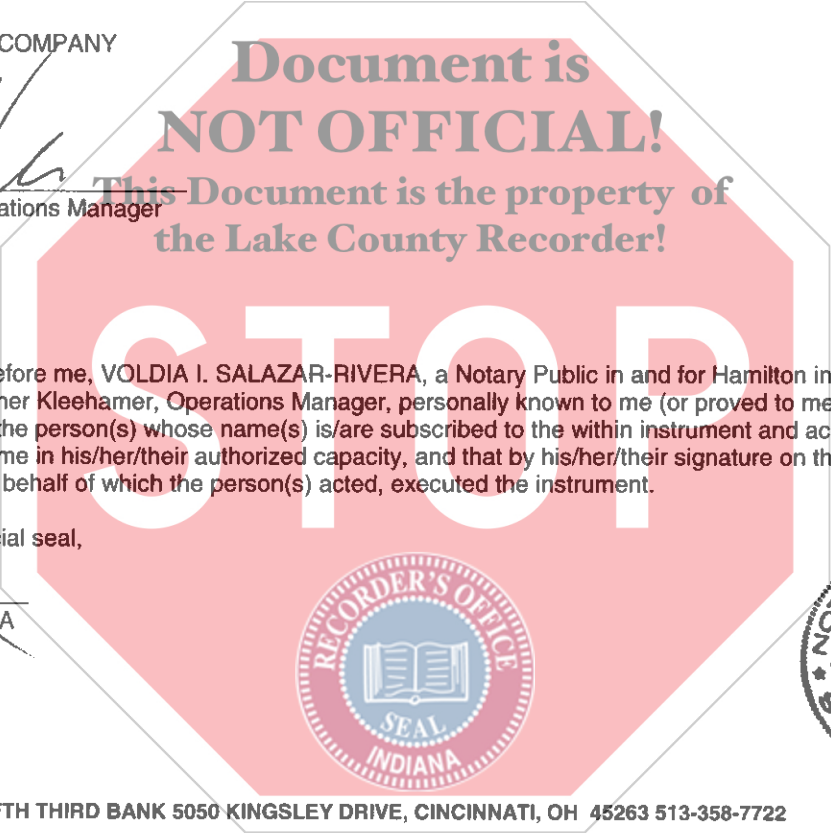 COMPANY
Document is
NOT OFFICIAL!
This Document is the property of
ations Manager
the Lake County Recorder!
STOP
efore me, VOLDIA I. SALAZAR-RIVERA, a Notary Public in and for Hamilton in
ner Kleehamer, Operations Manager, personally known to me (or proved to me
the person(s) whose name(s) is/are subscribed to the within instrument and ac
me in his/her/their authorized capacity, and that by his/her/their signature on th
behalf of which the person(s) acted, executed the instrument.
cial seal,
A
RECORDER'S OFFICE
SEAL
INDIANA
FTH THIRD BANK 5050 KINGSLEY DRIVE, CINCINNATI, OH 45263 513-358-7722